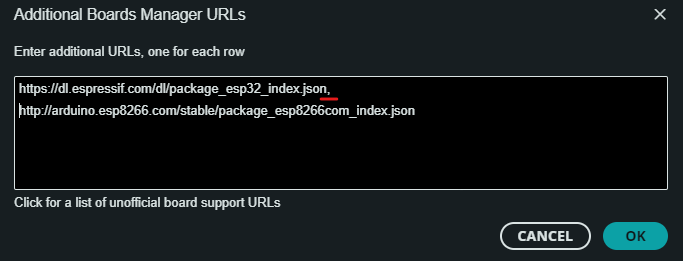 Additional Boards Manager URLs
Enter additional URLs, one for each row
https://dl.espressif.com/dl/package_esp32_index.json,
http://arduino.esp8266.com/stable/package_esp8266com_index.json
Click for a list of unofficial board support URLs
CANCEL OK